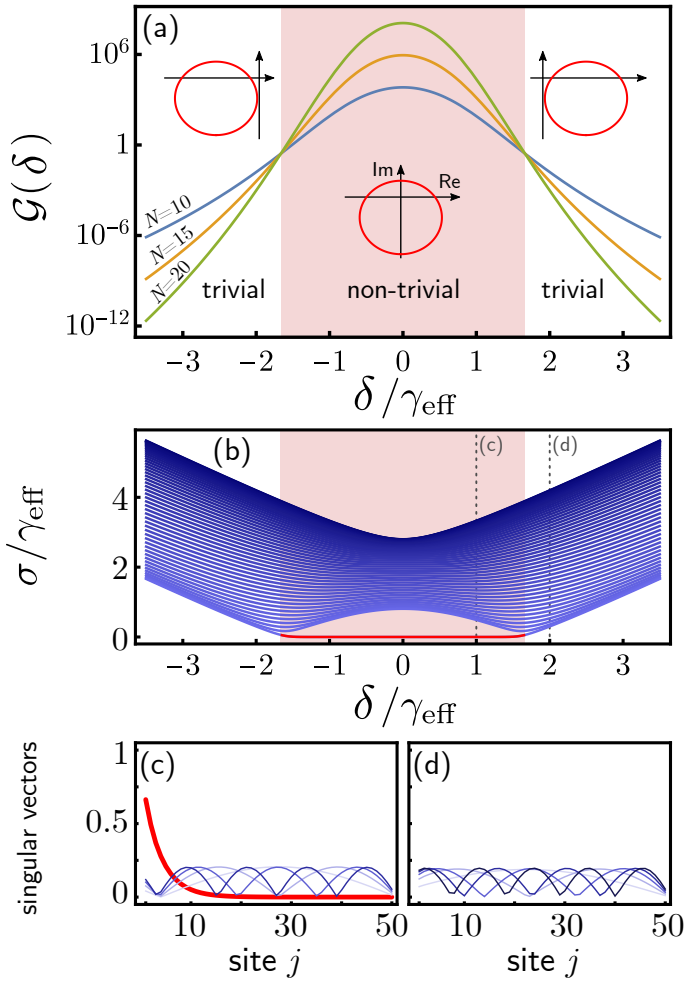 (a)
10^6
1
10^−6
10^−12
𝒢(δ)
Im
Re
N=10
N=15
N=20
trivial
non-trivial
trivial
−3 −2 −1 0 1 2 3
δ/γ_eff
(b)
(c)
(d)
4
2
0
σ/γ_eff
−3 −2 −1 0 1 2 3
δ/γ_eff
singular vectors
1
0.5
0
(c)
10 30 50
site j
(d)
10 30 50
site j